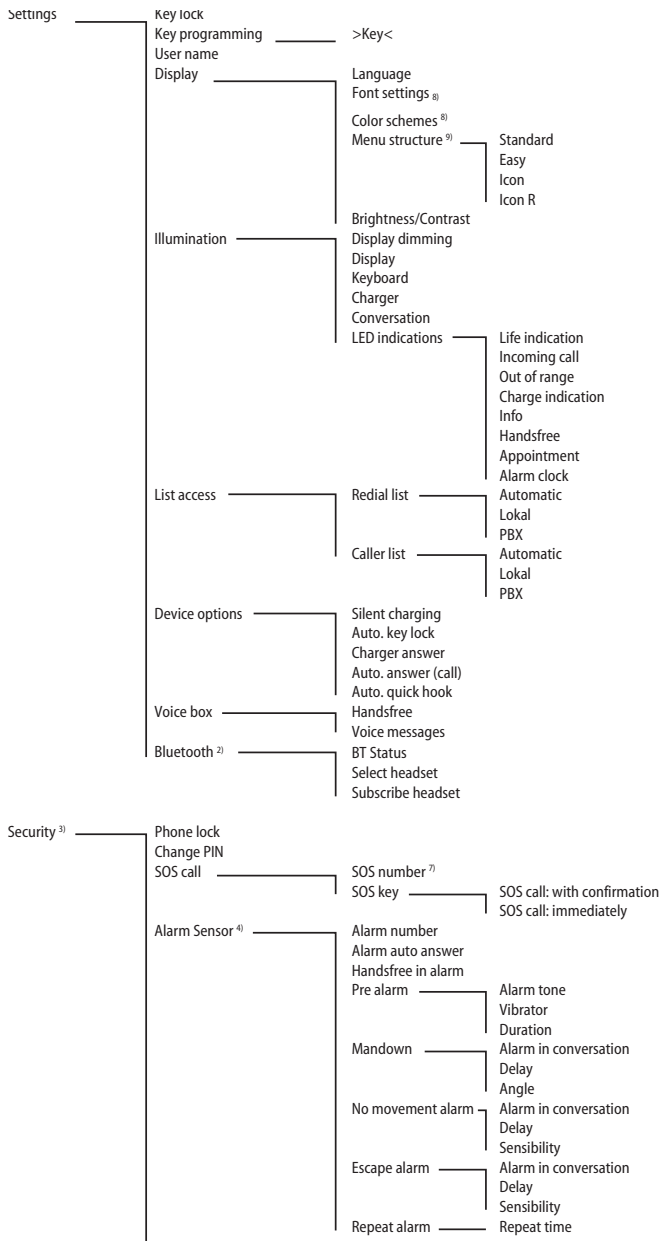 Settings Key lock
Key programming >Key<
User name
Display Language
Font settings 8)
Color schemes 8)
Menu structure 9) Standard
Easy
Icon
Icon R
Brightness/Contrast
Illumination Display dimming
Display
Keyboard
Charger
Conversation
LED indications Life indication
Incoming call
Out of range
Charge indication
Info
Handsfree
Appointment
Alarm clock
List access Redial list Automatic
Lokal
PBX
Caller list Automatic
Lokal
PBX
Device options Silent charging
Auto. key lock
Charger answer
Auto. answer (call)
Auto. quick hook
Voice box Handsfree
Voice messages
Bluetooth 2) BT Status
Select headset
Subscribe headset
Security 3) Phone lock
Change PIN
SOS call SOS number 7)
SOS key SOS call: with confirmation
SOS call: immediately
Alarm Sensor 4) Alarm number
Alarm auto answer
Handsfree in alarm
Pre alarm Alarm tone
Vibrator
Duration
Mandown Alarm in conversation
Delay
Angle
No movement alarm Alarm in conversation
Delay
Sensibility
Escape alarm Alarm in conversation
Delay
Sensibility
Repeat alarm Repeat time